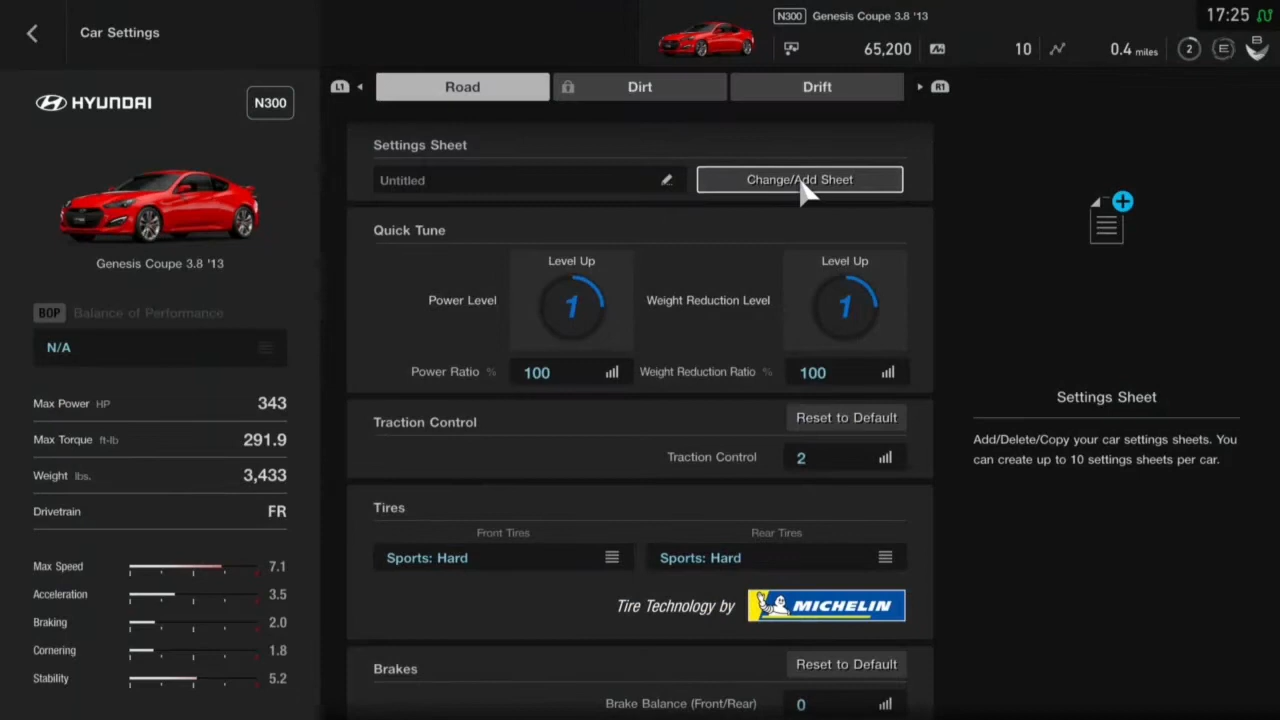 Car Settings
N300 Genesis Coupe 3.8 '13
17:25
65,200
10
0.4 miles
2
E
B
HYUNDAI
N300
Genesis Coupe 3.8 '13
BOP Balance of Performance
N/A
Max Power HP 343
Max Torque ft-lb 291.9
Weight lbs. 3,433
Drivetrain FR
Max Speed 7.1
Acceleration 3.5
Braking 2.0
Cornering 1.8
Stability 5.2
L1 Road Dirt Drift R1
Settings Sheet
Untitled
Change/Add Sheet
Quick Tune
Level Up
Level Up
Power Level 1
Weight Reduction Level 1
Power Ratio % 100
Weight Reduction Ratio % 100
Traction Control
Reset to Default
Traction Control 2
Tires
Front Tires
Rear Tires
Sports: Hard
Sports: Hard
Tire Technology by MICHELIN
Brakes
Reset to Default
Brake Balance (Front/Rear) 0
Settings Sheet
Add/Delete/Copy your car settings sheets. You
can create up to 10 settings sheets per car.